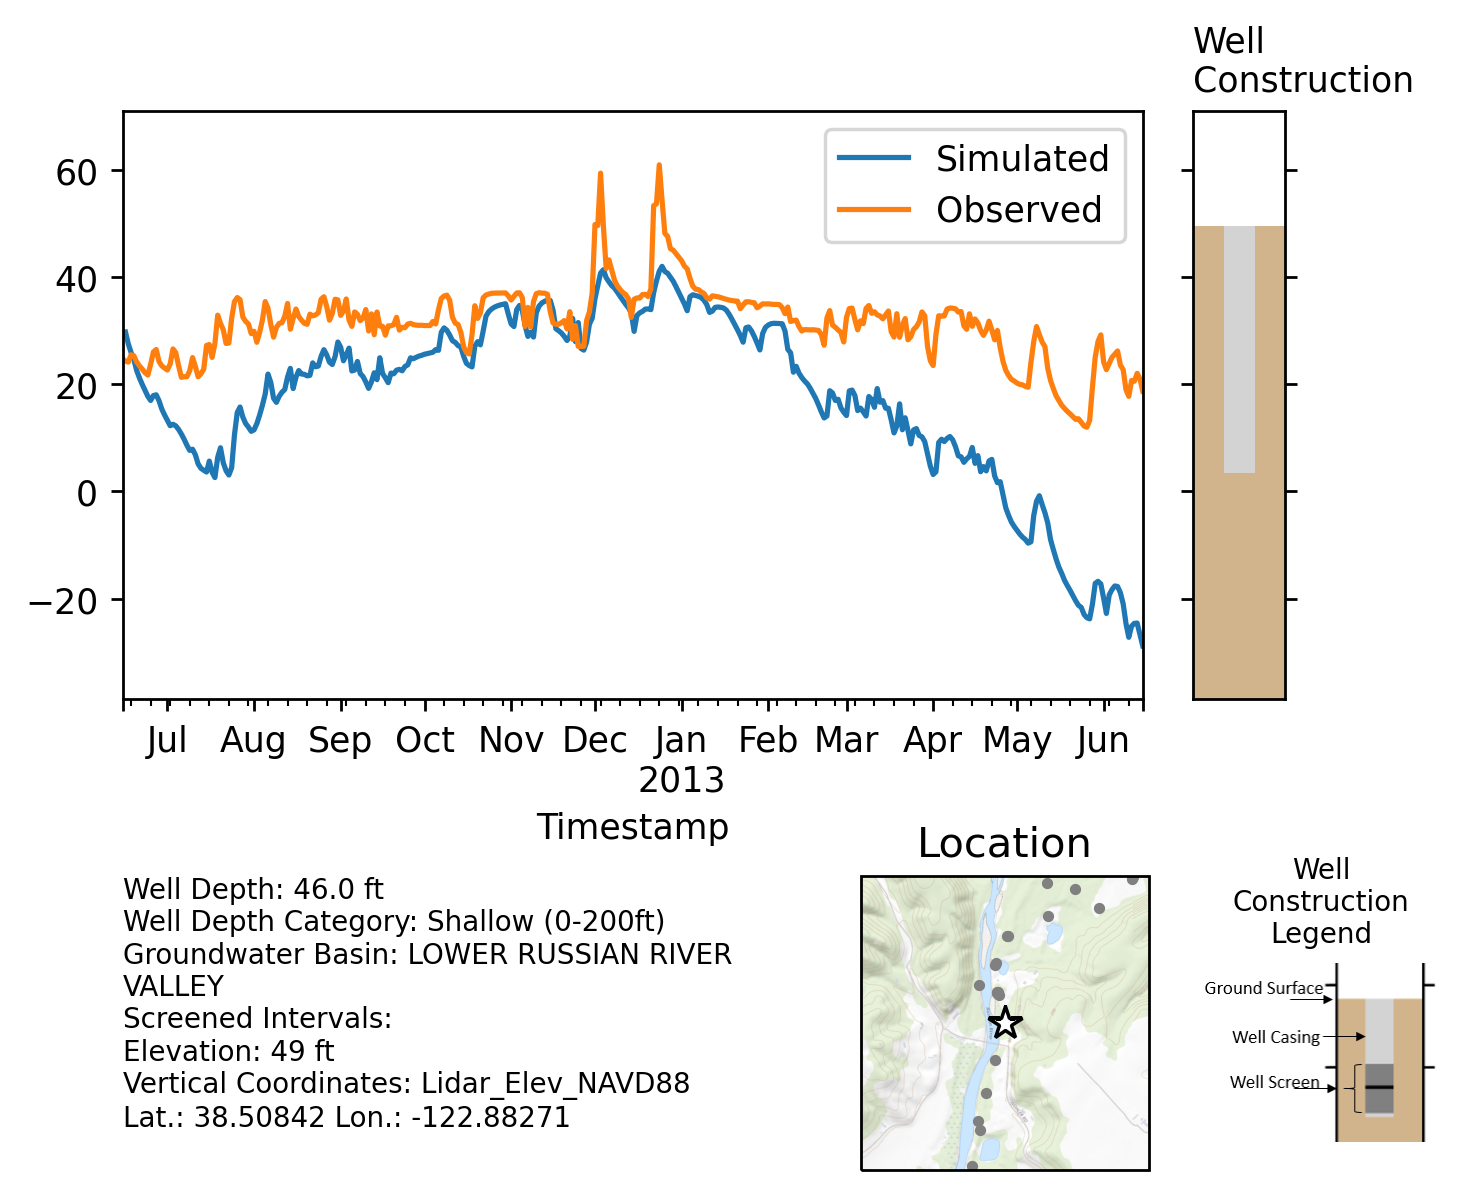 Well
Construction
60
40
20
0
−20
Simulated
Observed
Jul Aug Sep Oct Nov Dec Jan Feb Mar Apr May Jun
2013
Timestamp
Well Depth: 46.0 ft
Well Depth Category: Shallow (0-200ft)
Groundwater Basin: LOWER RUSSIAN RIVER
VALLEY
Screened Intervals:
Elevation: 49 ft
Vertical Coordinates: Lidar_Elev_NAVD88
Lat.: 38.50842 Lon.: -122.88271
Location
Well
Construction
Legend
Ground Surface
Well Casing
Well Screen